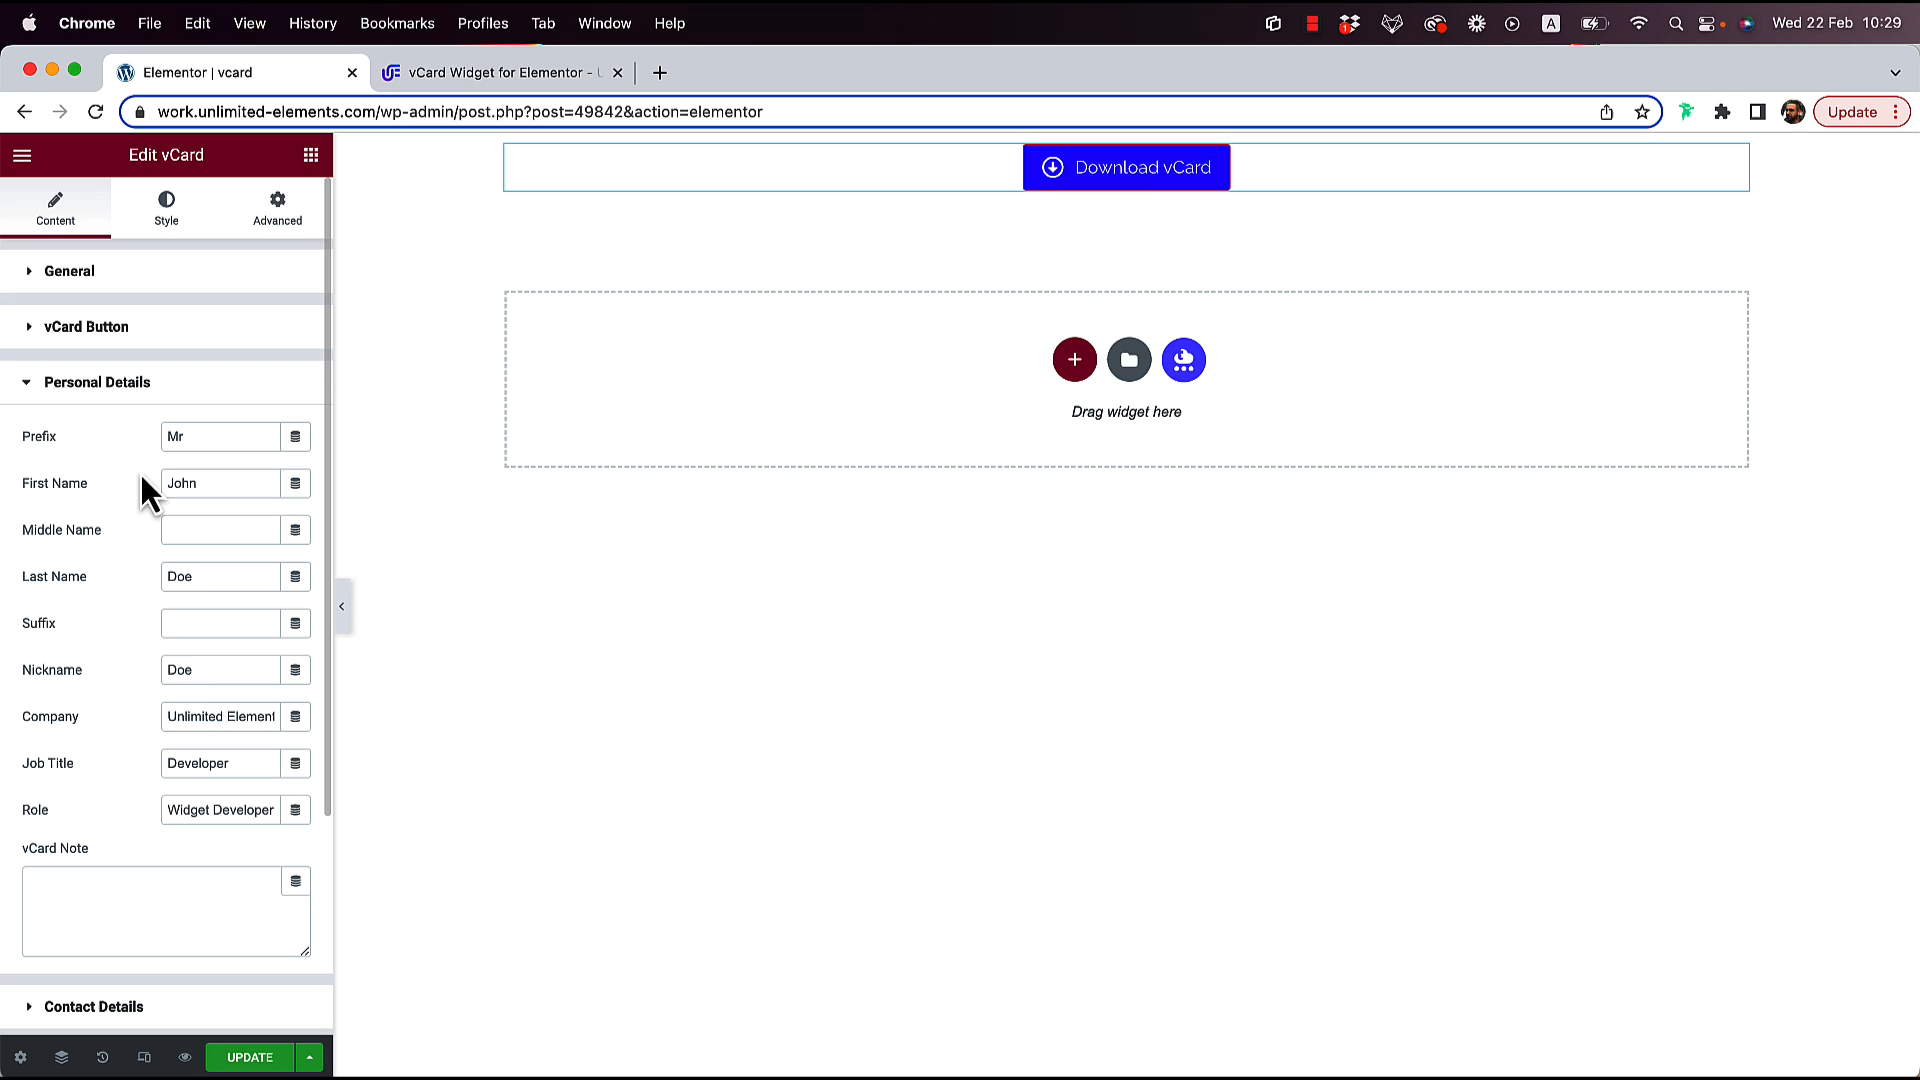 Chrome File Edit View History Bookmarks Profiles Tab Window Help
A
Wed 22 Feb 10:29
Elementor | vcard
vCard Widget for Elementor -
work.unlimited-elements.com/wp-admin/post.php?post=49842&action=elementor
Update
Edit vCard
Content
Style
Advanced
Download vCard
General
vCard Button
Drag widget here
Personal Details
Prefix Mr
First Name John
Middle Name
Last Name Doe
Suffix
Nickname Doe
Company Unlimited Element
Job Title Developer
Role Widget Developer
vCard Note
Contact Details
UPDATE